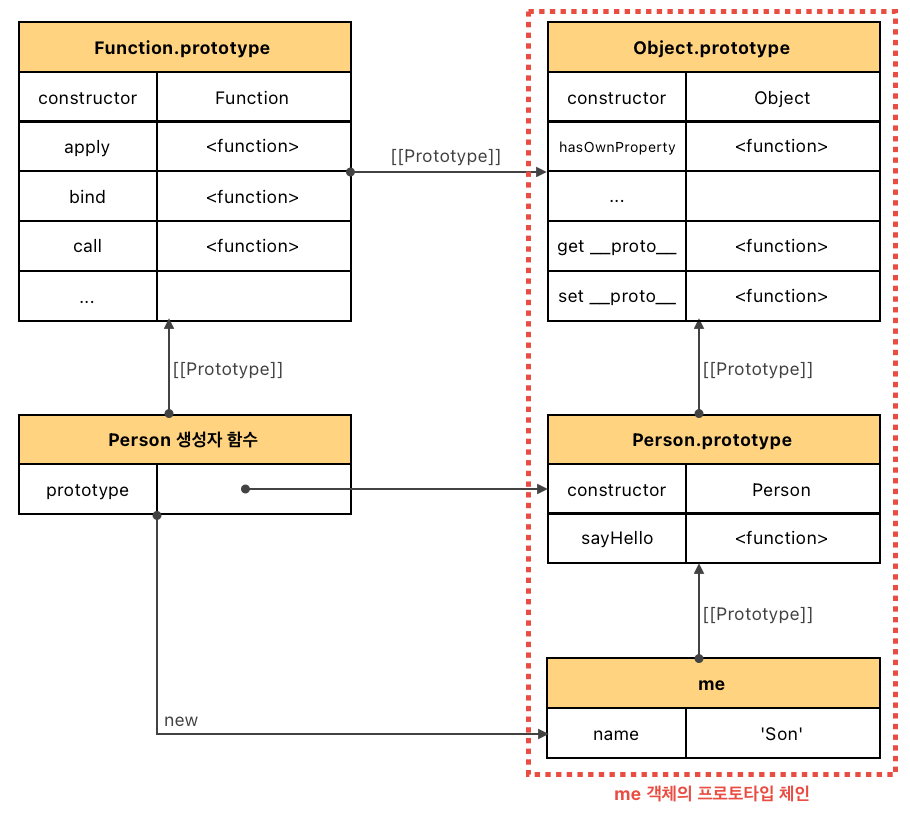 Function.prototype
constructor Function
apply <function>
bind <function>
call <function>
...
[[Prototype]]
Object.prototype
constructor Object
hasOwnProperty <function>
...
get __proto__ <function>
set __proto__ <function>
[[Prototype]]
[[Prototype]]
Person 생성자 함수
prototype
Person.prototype
constructor Person
sayHello <function>
[[Prototype]]
new
me
name 'Son'
me 객체의 프로토타입 체인